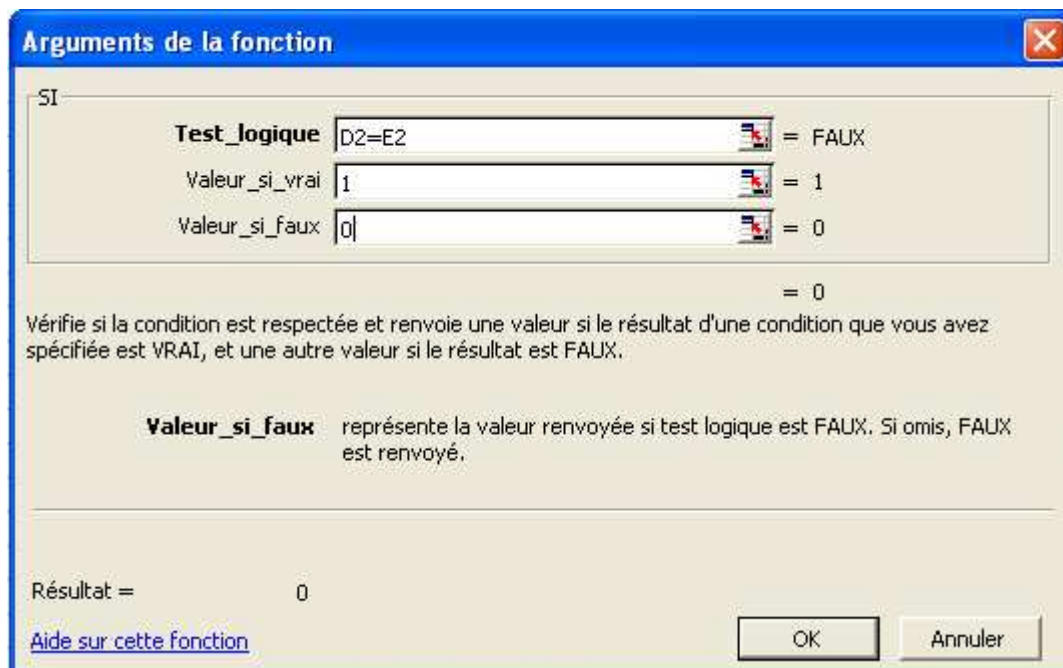 Arguments de la fonction
SI
Test_logique D2=E2 = FAUX
Valeur_si_vrai 1 = 1
Valeur_si_faux 0 = 0
= 0
Vérifie si la condition est respectée et renvoie une valeur si le résultat d'une condition que vous avez
spécifiée est VRAI, et une autre valeur si le résultat est FAUX.
Valeur_si_faux représente la valeur renvoyée si test logique est FAUX. Si omis, FAUX
est renvoyé.
Résultat = 0
Aide sur cette fonction OK Annuler